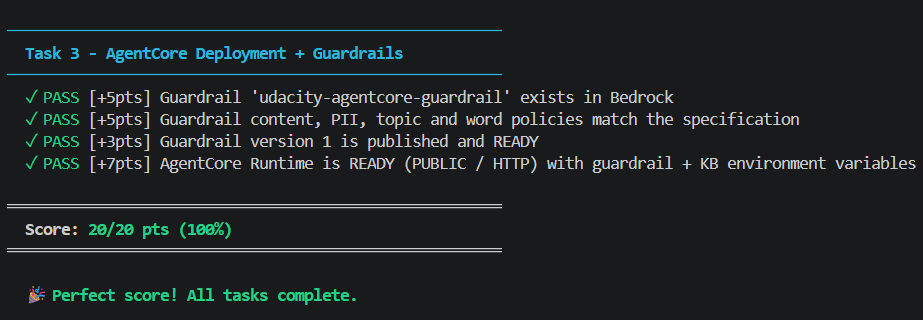 Task 3 - AgentCore Deployment + Guardrails
✓ PASS [+5pts] Guardrail 'udacity-agentcore-guardrail' exists in Bedrock
✓ PASS [+5pts] Guardrail content, PII, topic and word policies match the specification
✓ PASS [+3pts] Guardrail version 1 is published and READY
✓ PASS [+7pts] AgentCore Runtime is READY (PUBLIC / HTTP) with guardrail + KB environment variables
Score: 20/20 pts (100%)
🎉 Perfect score! All tasks complete.